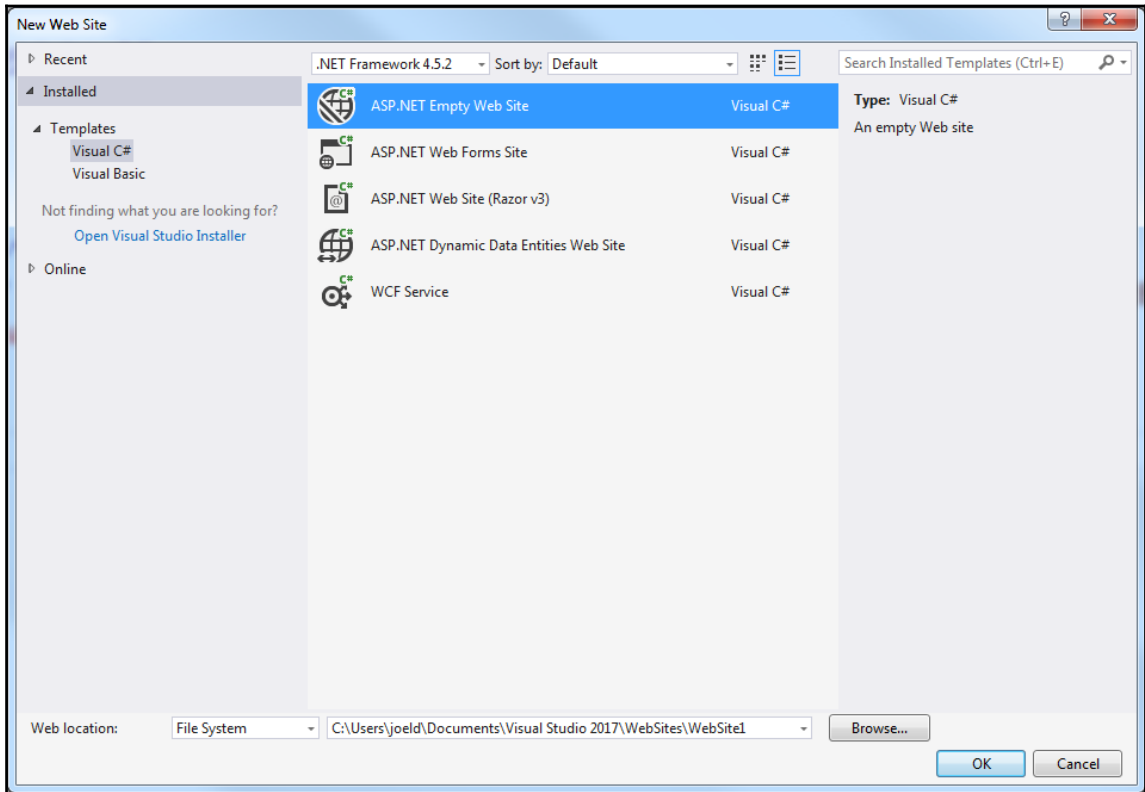 New Web Site
Recent
Installed
Templates
Visual C#
Visual Basic
Not finding what you are looking for?
Open Visual Studio Installer
Online
.NET Framework 4.5.2 Sort by: Default
C# ASP.NET Empty Web Site Visual C#
C# ASP.NET Web Forms Site Visual C#
C# @ ASP.NET Web Site (Razor v3) Visual C#
C# ASP.NET Dynamic Data Entities Web Site Visual C#
C# WCF Service Visual C#
Search Installed Templates (Ctrl+E)
Type: Visual C#
An empty Web site
Web location: File System C:\Users\joeld\Documents\Visual Studio 2017\WebSites\WebSite1 Browse...
OK Cancel